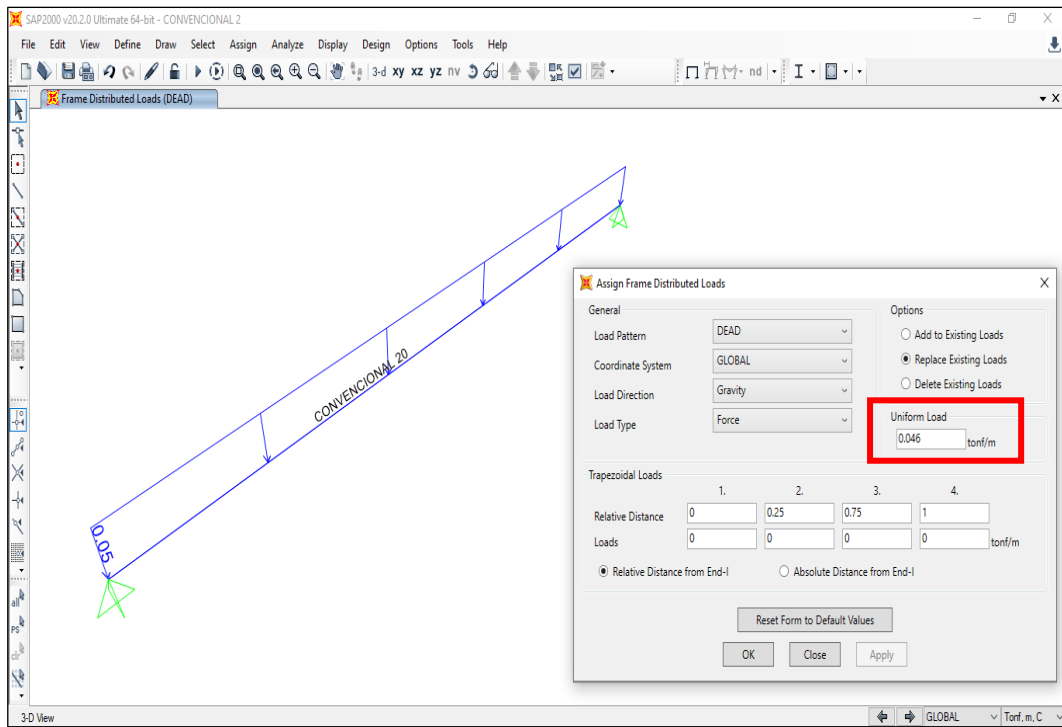 SAP2000 v20.2.0 Ultimate 64-bit - CONVENCIONAL 2
File Edit View Define Draw Select Assign Analyze Display Design Options Tools Help
3-d xy xz yz nv nd
Frame Distributed Loads (DEAD)
X
CONVENCIONAL 20
0.05
Assign Frame Distributed Loads X
General
Load Pattern DEAD
Coordinate System GLOBAL
Load Direction Gravity
Load Type Force
Options
Add to Existing Loads
Replace Existing Loads
Delete Existing Loads
Uniform Load
0.046 tonf/m
Trapezoidal Loads
1. 2. 3. 4.
Relative Distance 0 0.25 0.75 1
Loads 0 0 0 0 tonf/m
Relative Distance from End-I Absolute Distance from End-I
Reset Form to Default Values
OK Close Apply
all
PS
clr
3-D View GLOBAL Tonf, m, C